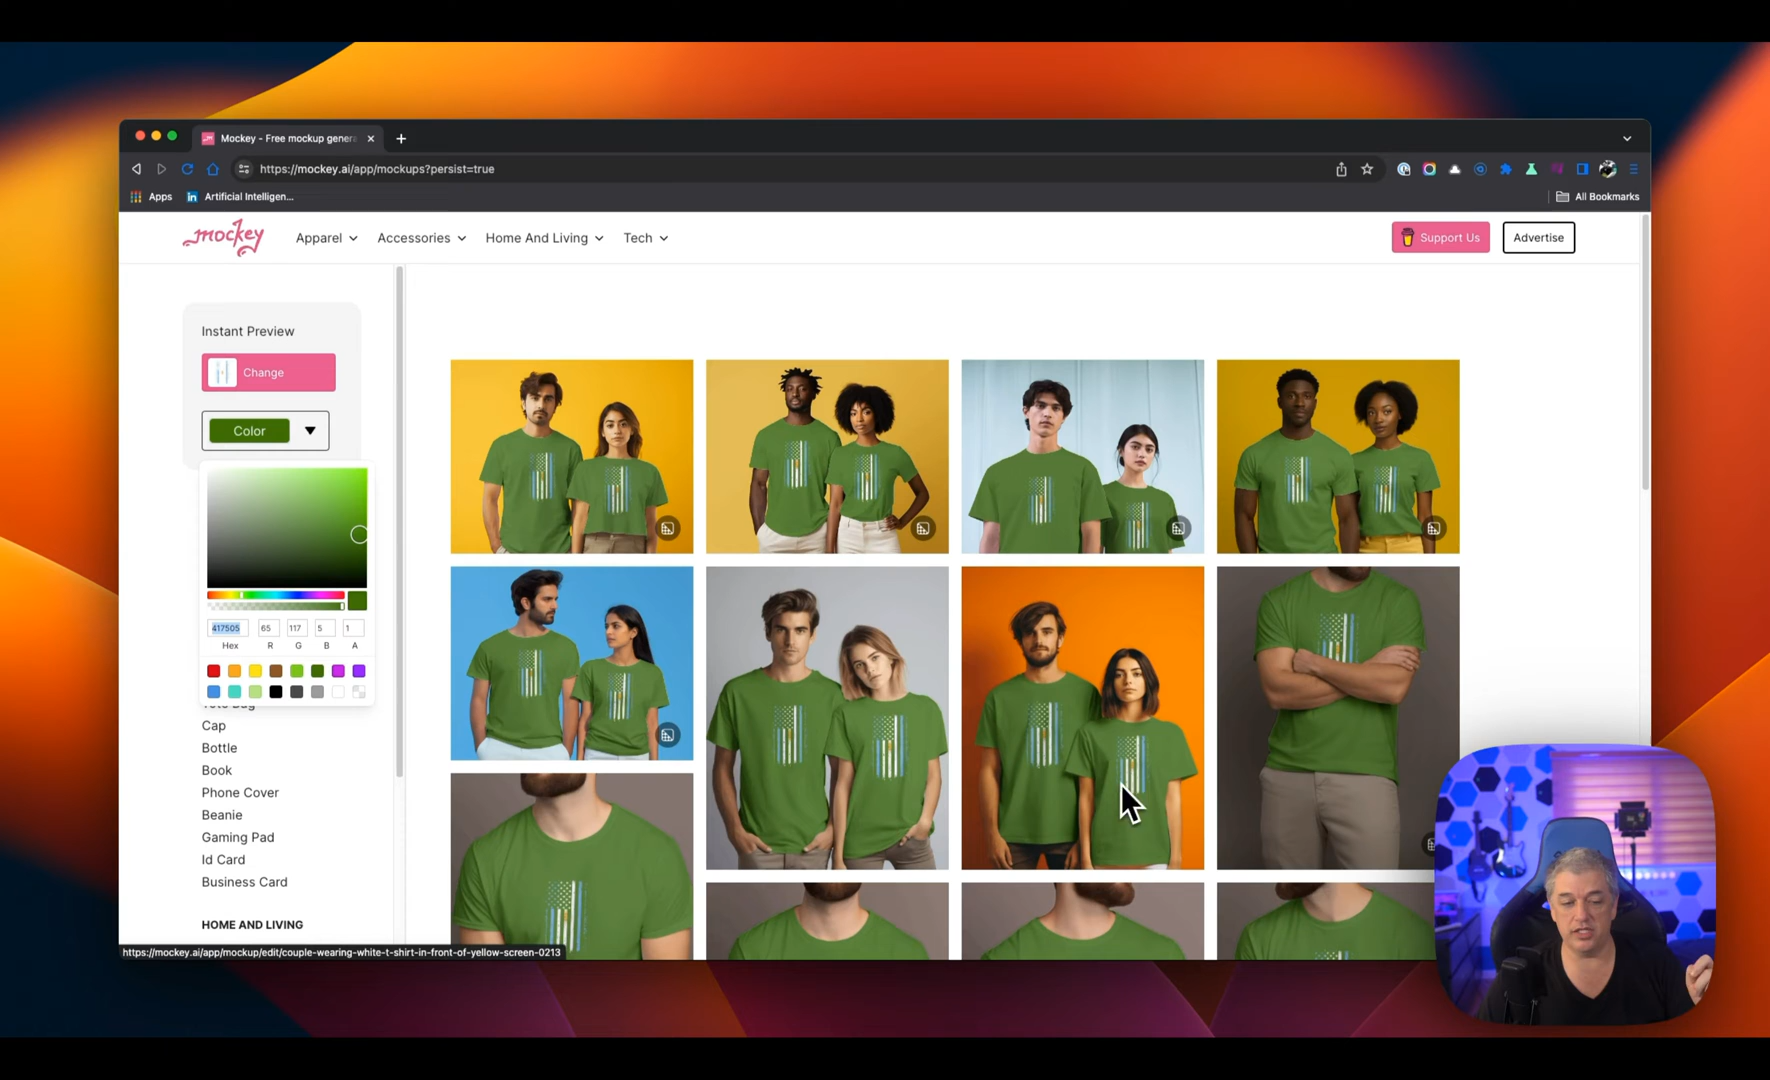 Mockey - Free mockup genera
https://mockey.ai/app/mockups?persist=true
Apps
Artificial Intelligen...
All Bookmarks
mockey
Apparel
Accessories
Home And Living
Tech
Support Us
Advertise
Instant Preview
Change
Color
417505
65
117
5
1
Hex
R
G
B
A
Tote Bag
Cap
Bottle
Book
Phone Cover
Beanie
Gaming Pad
Id Card
Business Card
HOME AND LIVING
https://mockey.ai/app/mockup/edit/couple-wearing-white-t-shirt-in-front-of-yellow-screen-0213